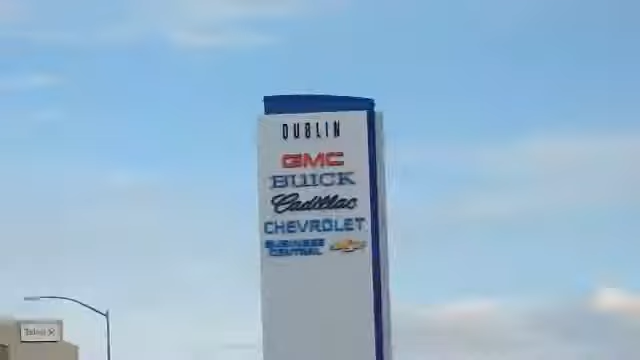 DUBLIN
GMC
BUICK
Cadillac
CHEVROLET
BUSINESS
CENTRAL